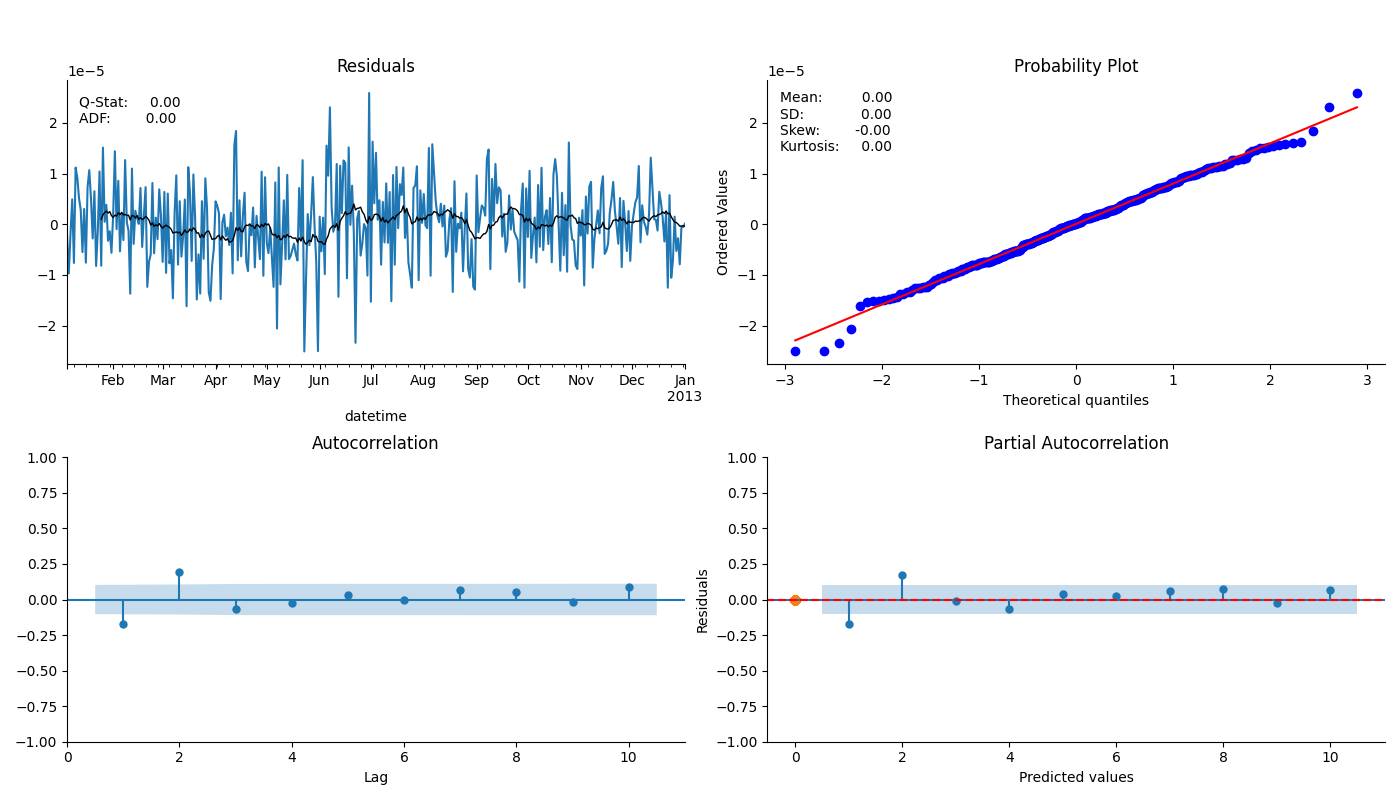 Residuals
1e−5
Q-Stat: 0.00
ADF: 0.00
2
1
0
−1
−2
Feb Mar Apr May Jun Jul Aug Sep Oct Nov Dec Jan
2013
datetime
Probability Plot
1e−5
Mean: 0.00
SD: 0.00
Skew: -0.00
Kurtosis: 0.00
Ordered Values
2
1
0
−1
−2
−3 −2 −1 0 1 2 3
Theoretical quantiles
Autocorrelation
1.00
0.75
0.50
0.25
0.00
−0.25
−0.50
−0.75
−1.00
0 2 4 6 8 10
Lag
Partial Autocorrelation
Residuals
1.00
0.75
0.50
0.25
0.00
−0.25
−0.50
−0.75
−1.00
0 2 4 6 8 10
Predicted values